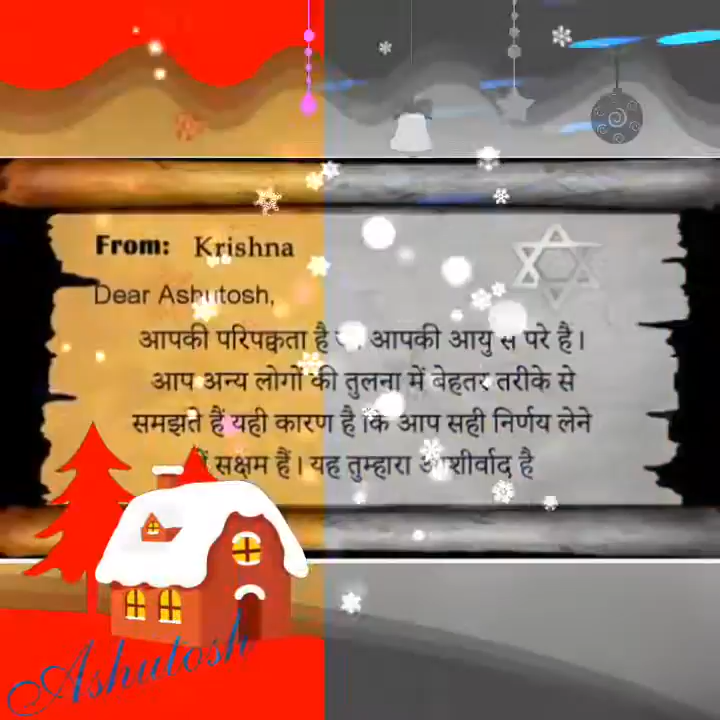 From: Krishna
Dear Ashutosh,
आपकी परिपक्वता है आपकी आयु से परे है।
आप अन्य लोगों की तुलना में बेहतर तरीके से
समझते हैं यही कारण है कि आप सही निर्णय लेने
में सक्षम हैं। यह तुम्हारा आशीर्वाद है
Ashutosh